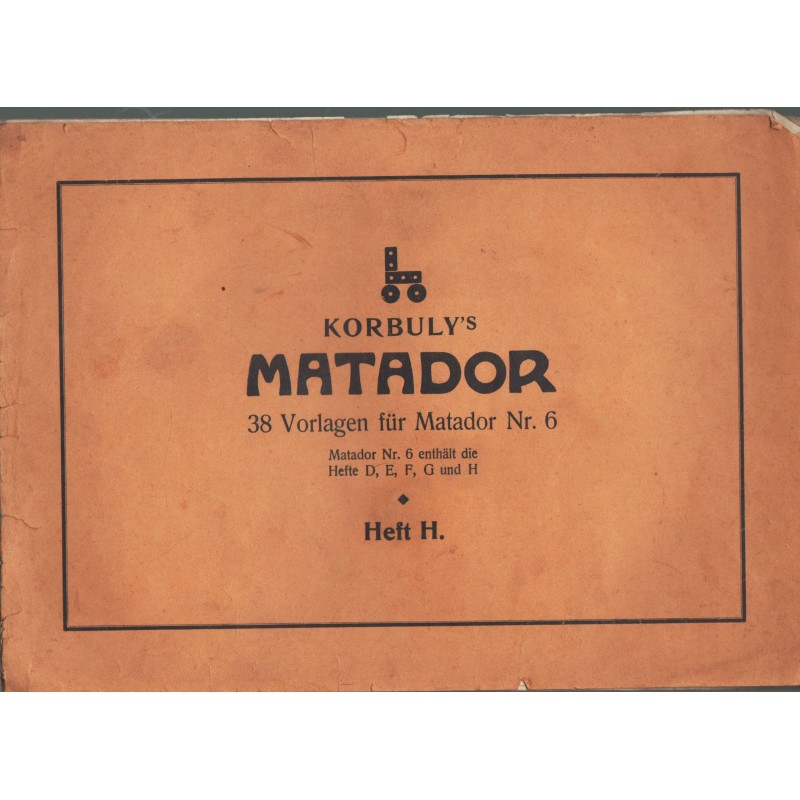 KORBULY'S
MATADOR
38 Vorlagen für Matador Nr. 6
Matador Nr. 6 enthält die
Hefte D, E, F, G und H
Heft H.